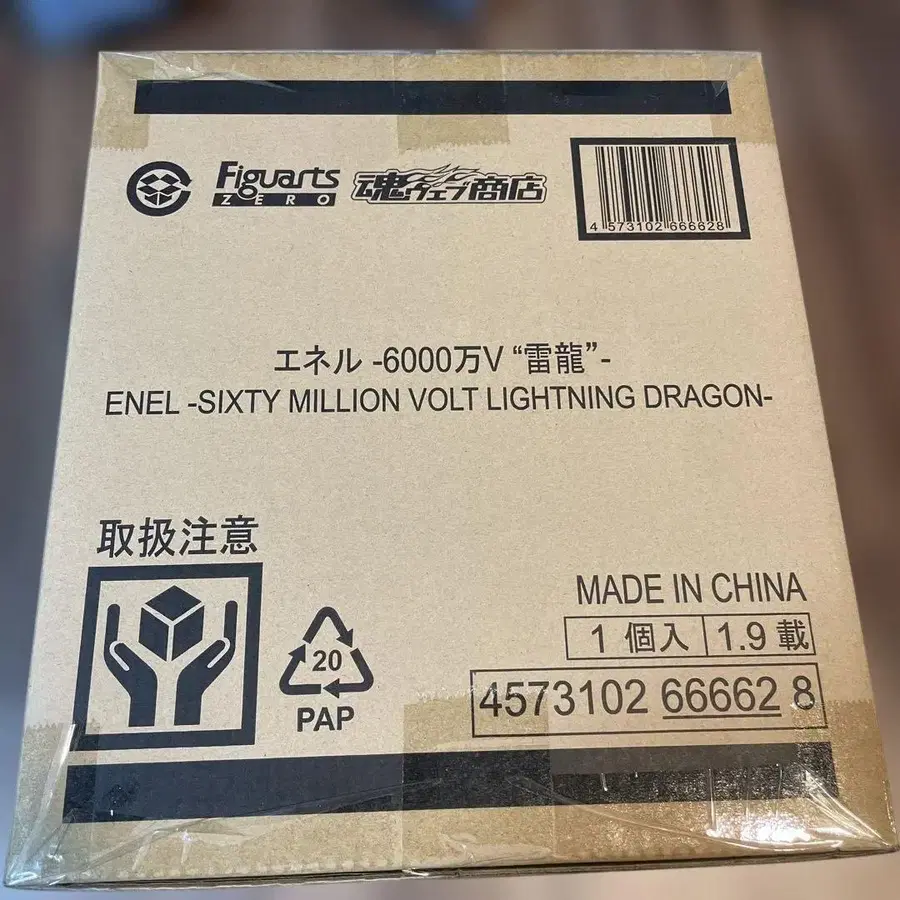 Figuarts
ZERO
魂ウェブ商店
4 573102 666628
エネル -6000万V “雷龍”-
ENEL -SIXTY MILLION VOLT LIGHTNING DRAGON-
取扱注意
MADE IN CHINA
1 個入 1.9 載
20
PAP
4573102 66662 8